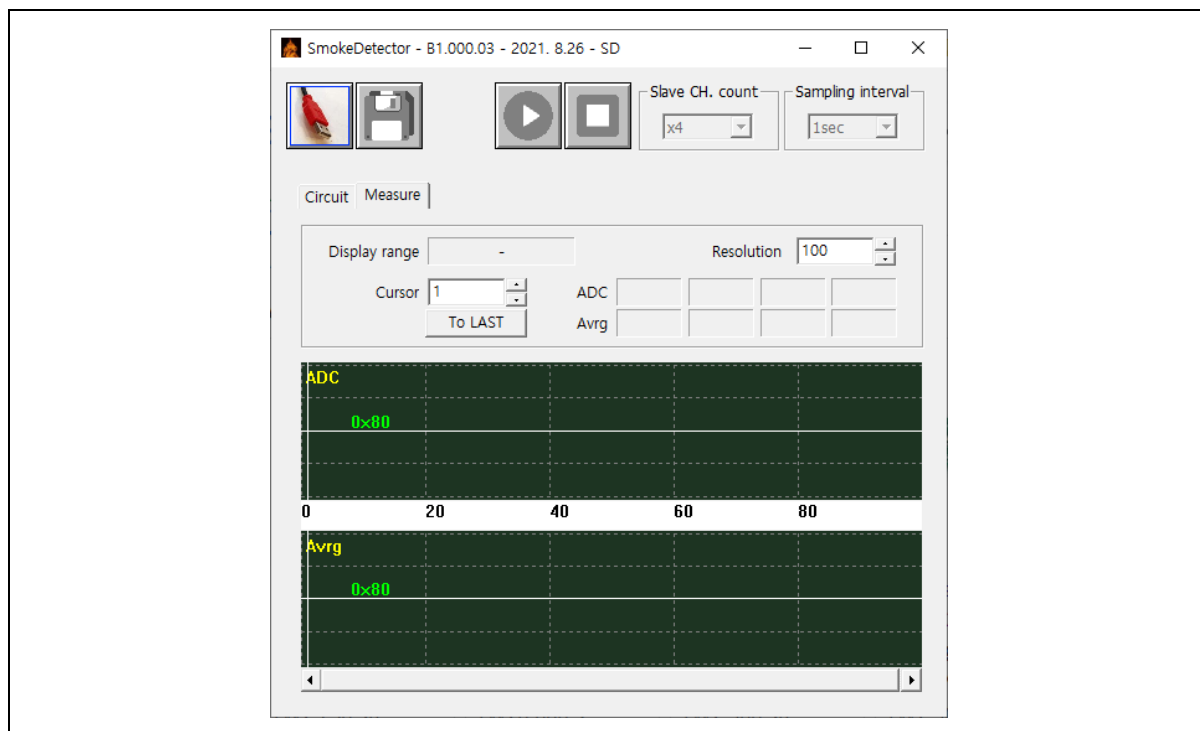 SmokeDetector - B1.000.03 - 2021. 8.26 - SD
Slave CH. count
Sampling interval
x4
1sec
Circuit
Measure
Display range
-
Resolution
100
Cursor
1
ADC
To LAST
Avrg
ADC
0x80
0 20 40 60 80
Avrg
0x80